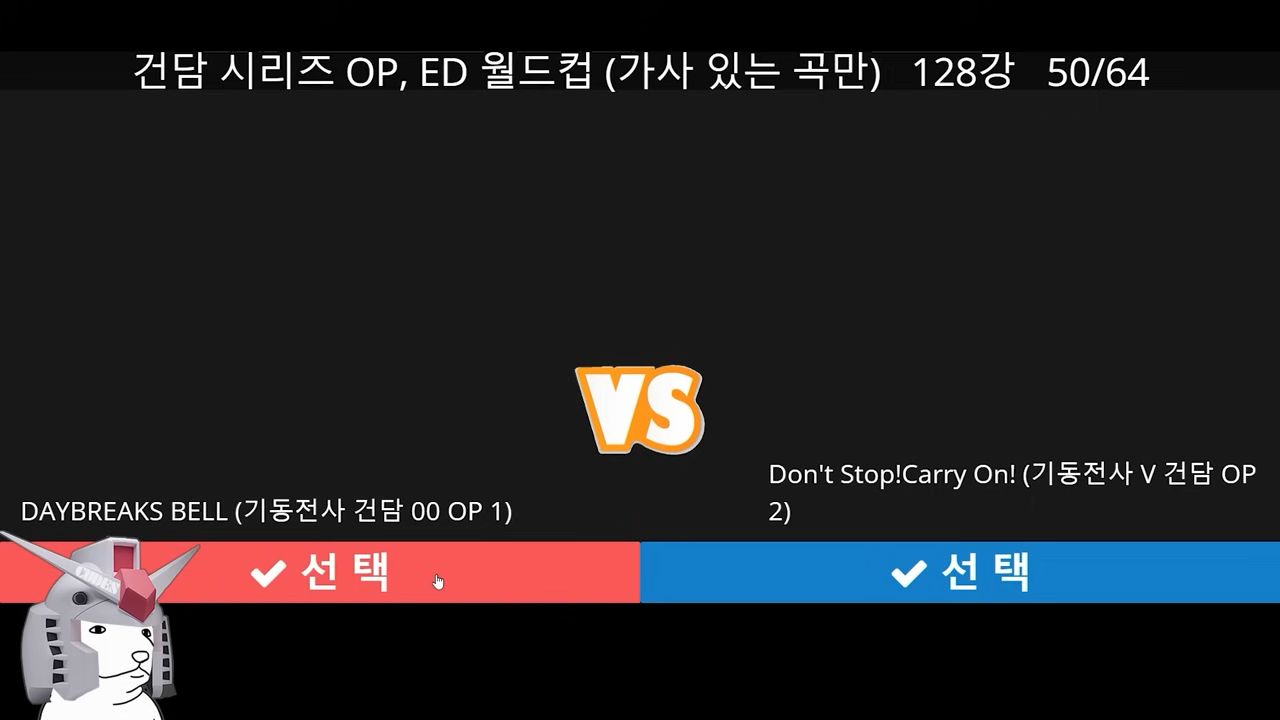 건담 시리즈 OP, ED 월드컵 (가사 있는 곡만) 128강 50/64
VS
Don't Stop!Carry On! (기동전사 V 건담 OP
2)
DAYBREAKS BELL (기동전사 건담 00 OP 1)
선 택
선 택